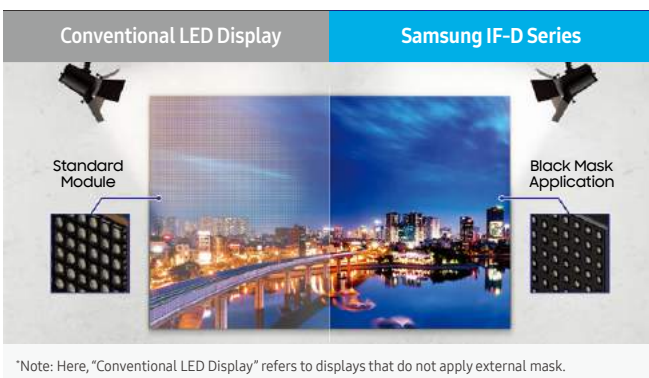 Conventional LED Display
Samsung IF-D Series
Standard
Module
Black Mask
Application
*Note: Here, “Conventional LED Display” refers to displays that do not apply external mask.